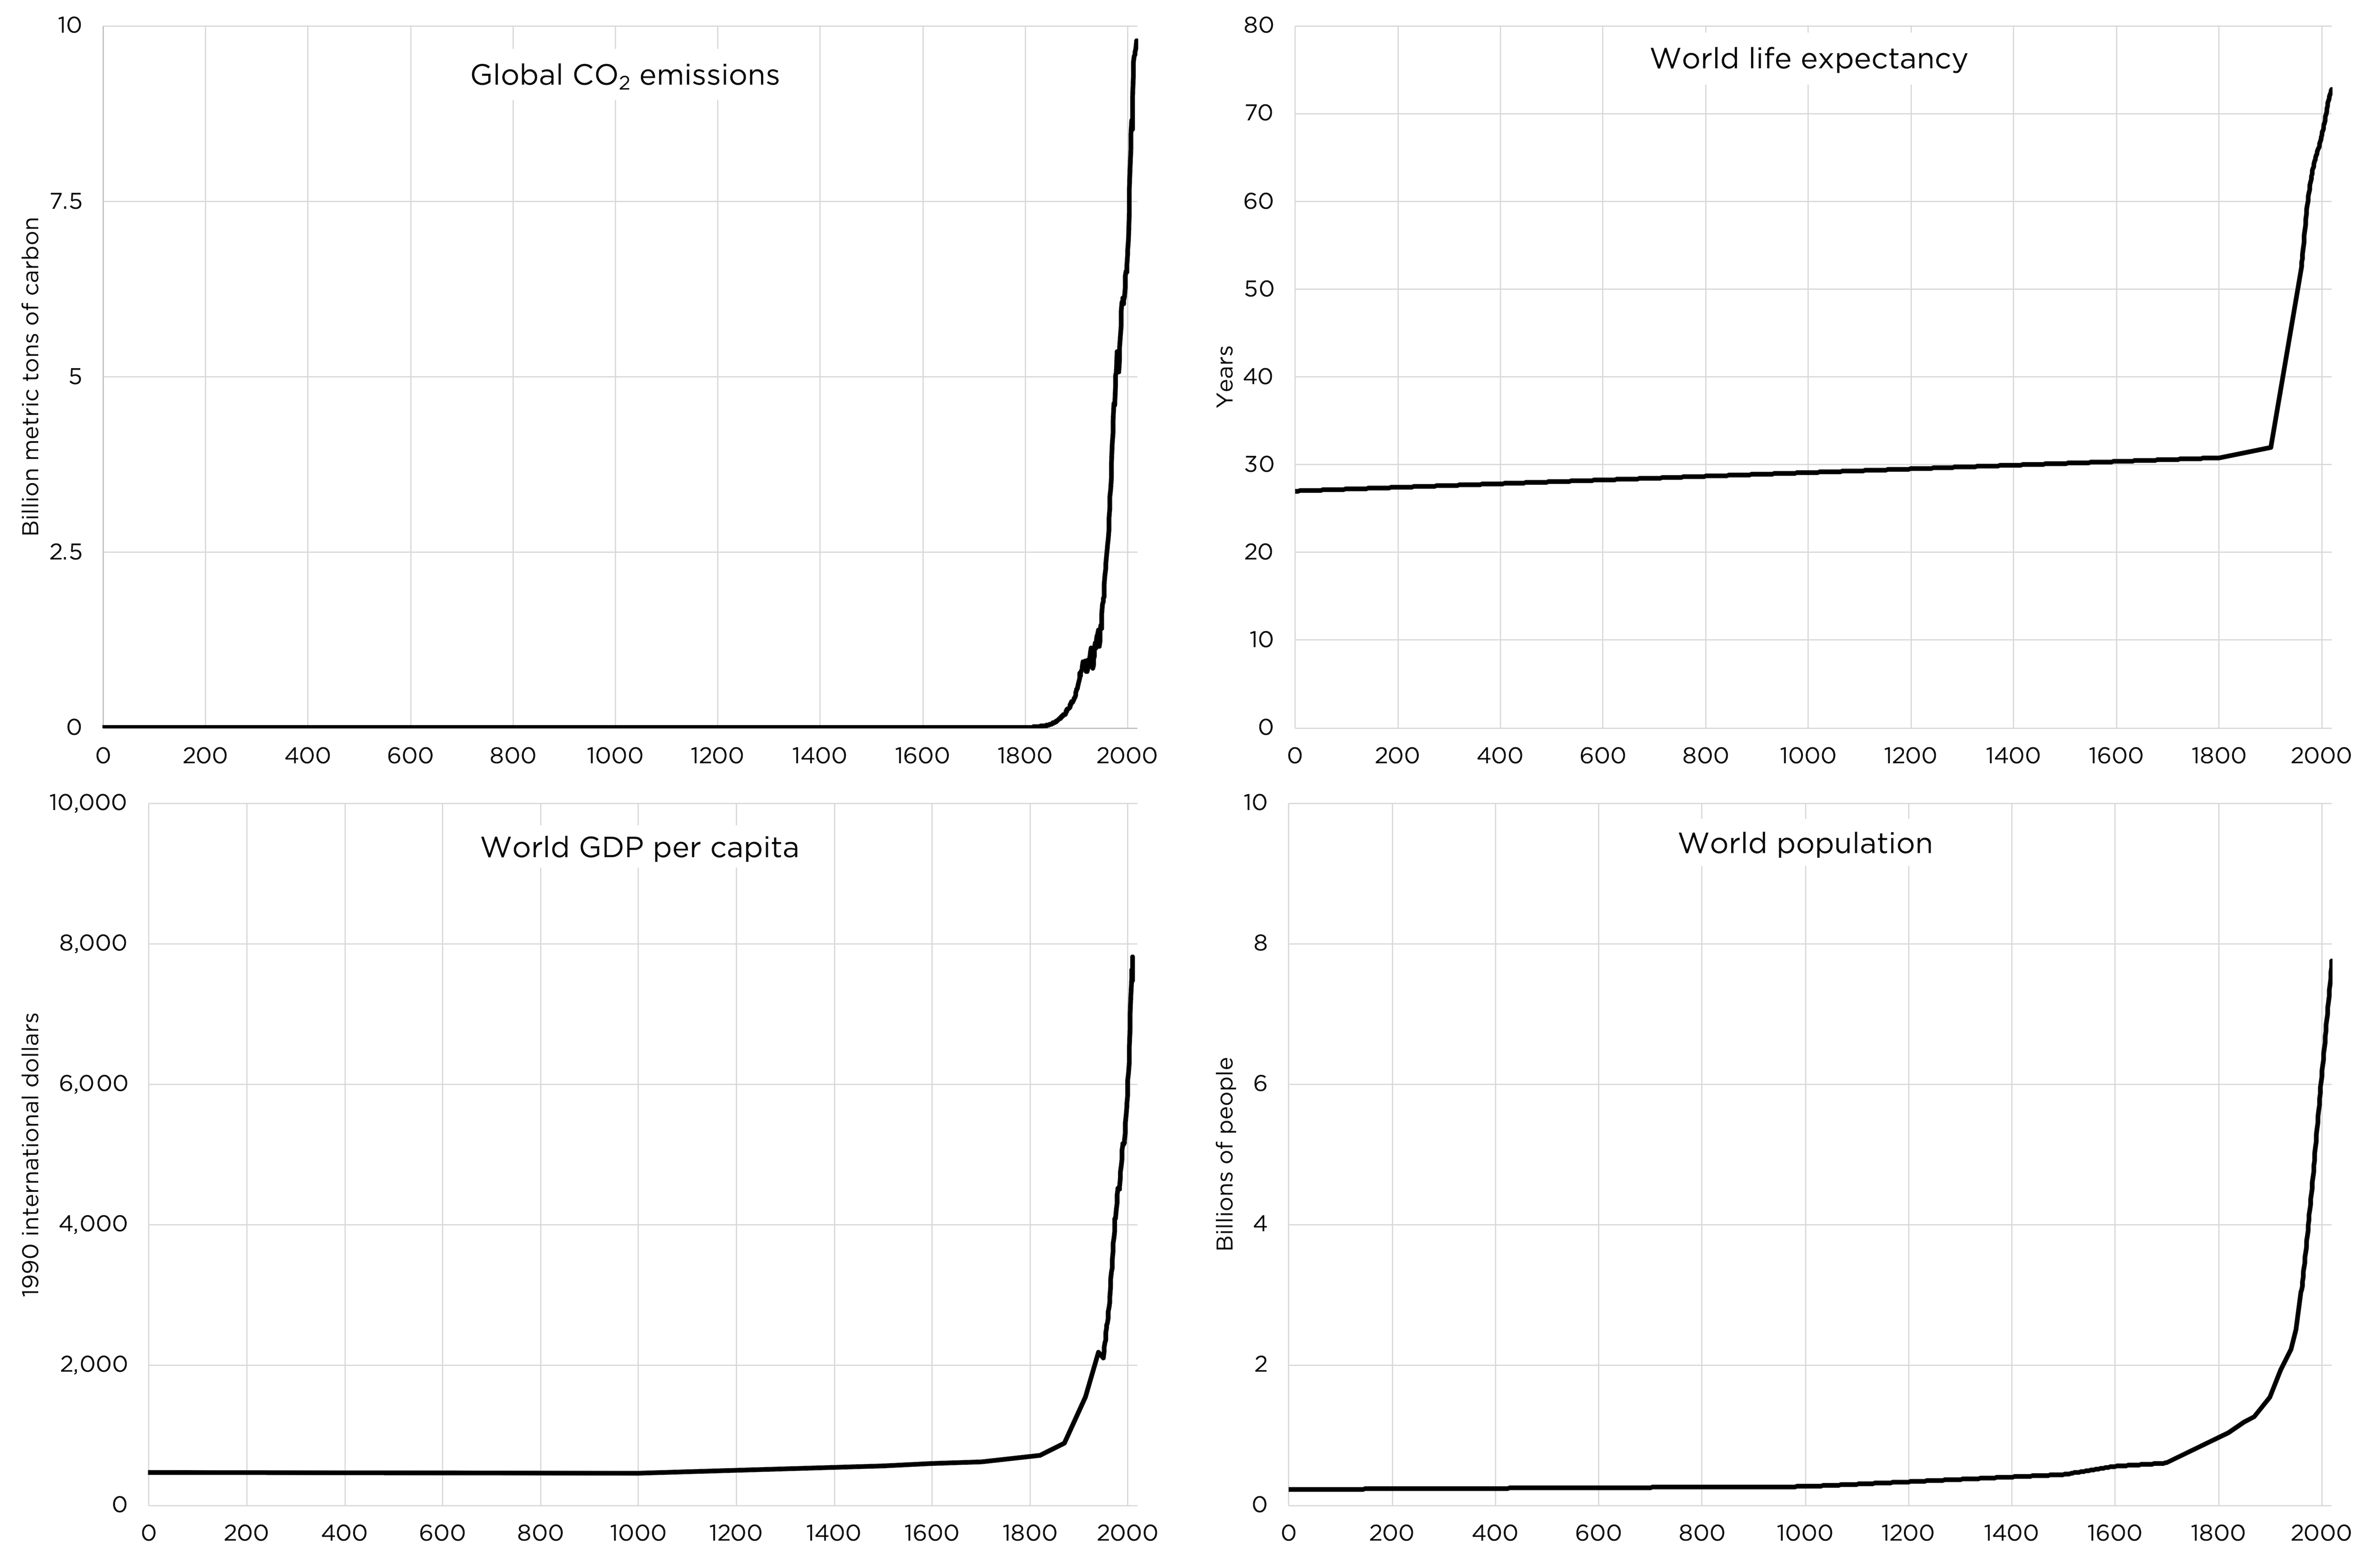 Global CO₂ emissions
Billion metric tons of carbon
10
7.5
5
2.5
0
0 200 400 600 800 1000 1200 1400 1600 1800 2000
World life expectancy
Years
80
70
60
50
40
30
20
10
0
0 200 400 600 800 1000 1200 1400 1600 1800 2000
World GDP per capita
1990 international dollars
10,000
8,000
6,000
4,000
2,000
0
0 200 400 600 800 1000 1200 1400 1600 1800 2000
World population
Billions of people
10
8
6
4
2
0
0 200 400 600 800 1000 1200 1400 1600 1800 2000